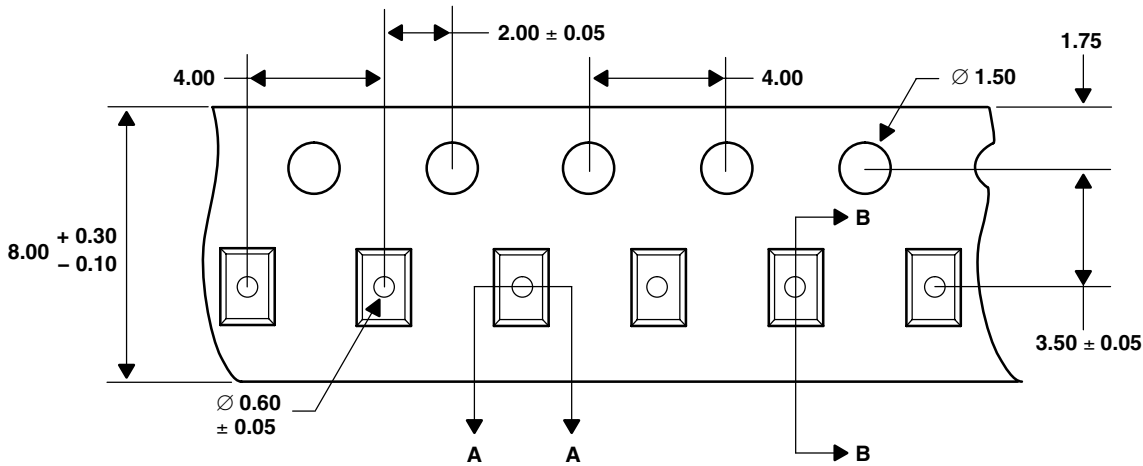 2.00 ± 0.05
1.75
4.00
4.00
∅ 1.50
8.00 + 0.30
– 0.10
B
3.50 ± 0.05
∅ 0.60
± 0.05
A
A
B